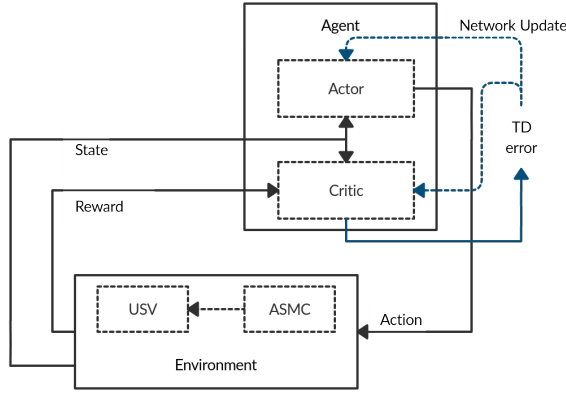 Agent
Network Update
Actor
TD
error
State
Critic
Reward
USV
ASMC
Action
Environment